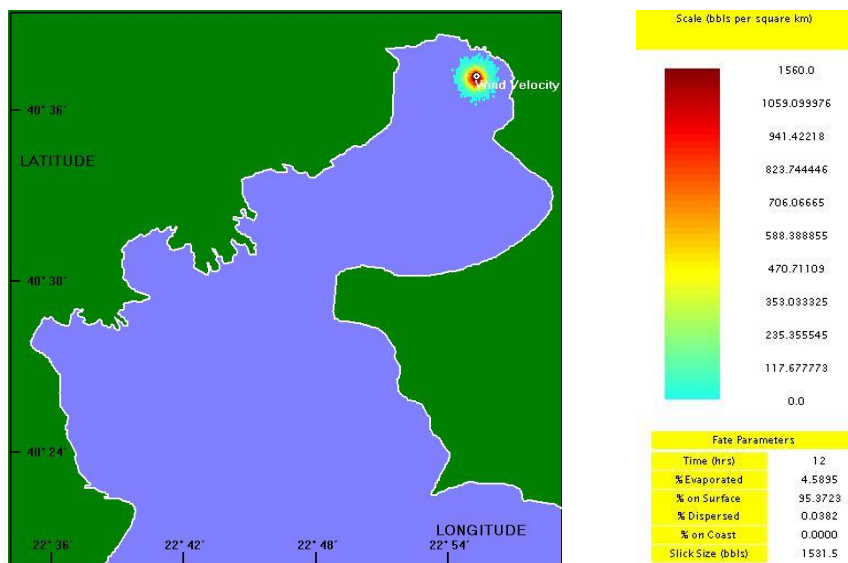 Wind Velocity
40° 36'
LATITUDE
40° 30'
40° 24'
LONGITUDE
22° 36' 22° 42' 22° 48' 22° 54'
Scale (bbls per square km)
1560.0
1059.099976
941.42218
823.744446
706.06665
588.388855
470.71109
353.033325
235.355545
117.677773
0.0
Fate Parameters
Time (hrs) 12
% Evaporated 4.5895
% on Surface 95.3723
% Dispersed 0.0382
% on Coast 0.0000
Slick Size (bbls) 1531.5